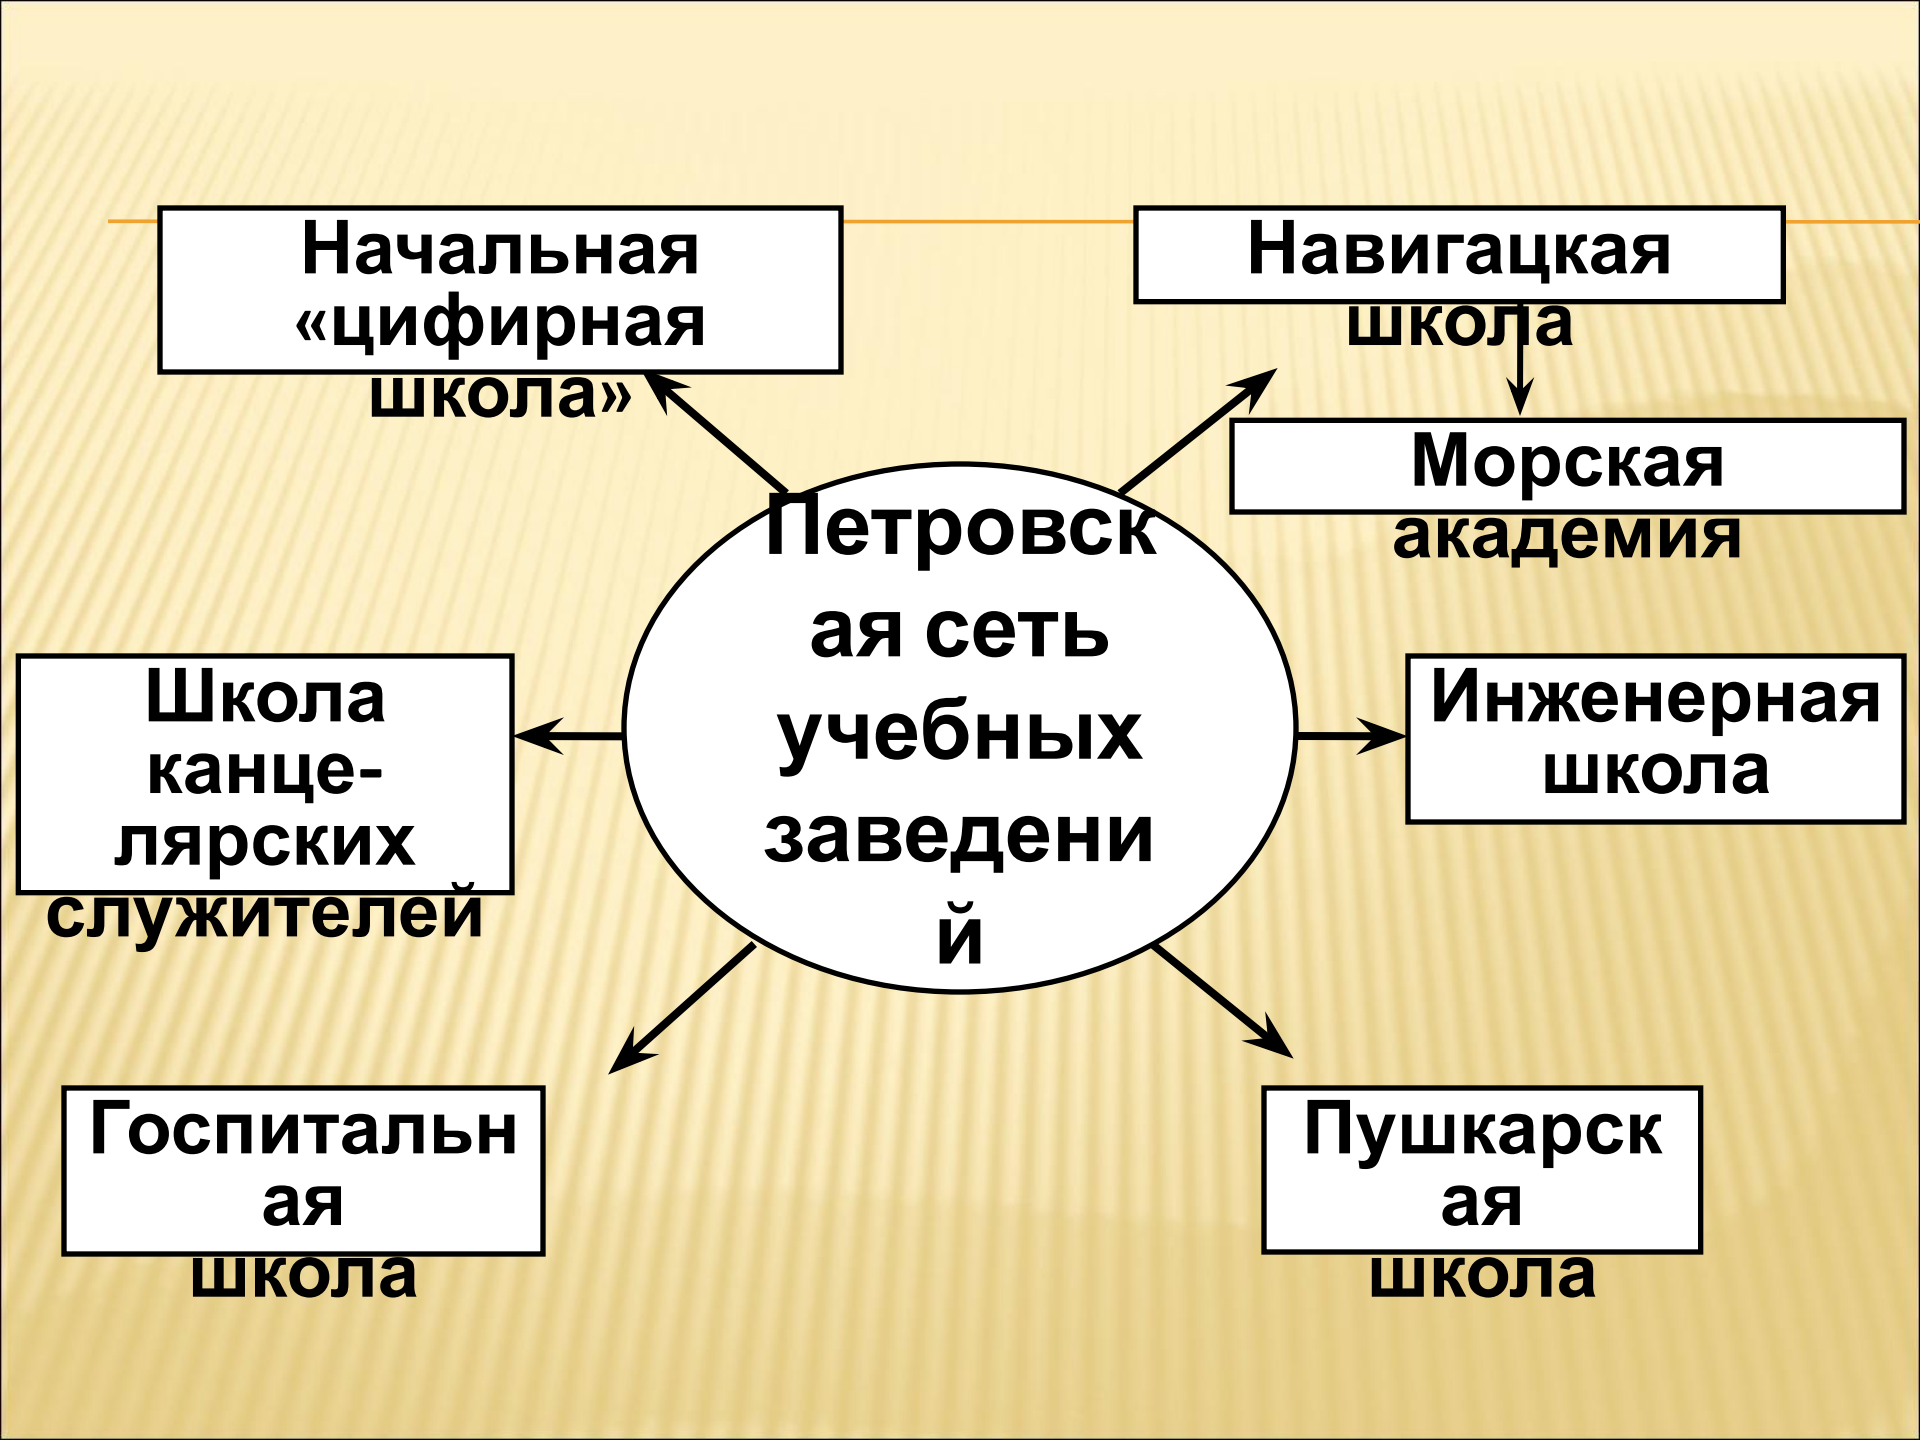 Начальная
«цифирная
школа»
Навигацкая
школа
Морская
академия
Петровск
ая сеть
учебных
заведени
й
Школа
канце-
лярских
служителей
Инженерная
школа
Госпитальн
ая
школа
Пушкарск
ая
школа